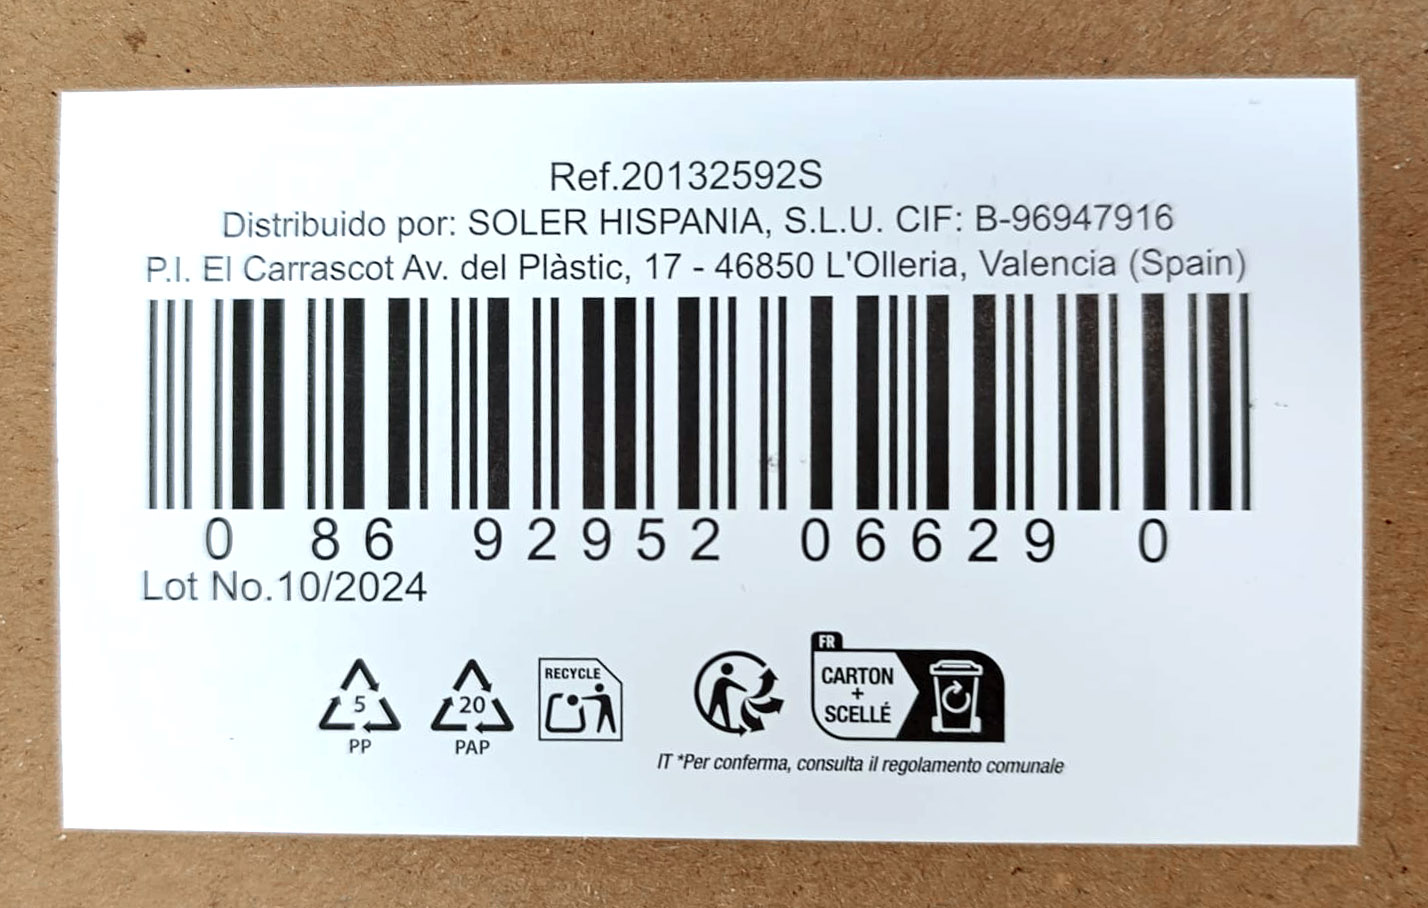 Ref.20132592S
Distribuido por: SOLER HISPANIA, S.L.U. CIF: B-96947916
P.I. El Carrascot Av. del Plàstic, 17 - 46850 L'Olleria, Valencia (Spain)
0 86 92952 06629 0
Lot No.10/2024
5
PP
20
PAP
RECYCLE
FR
CARTON
+
SCELLÉ
IT *Per conferma, consulta il regolamento comunale